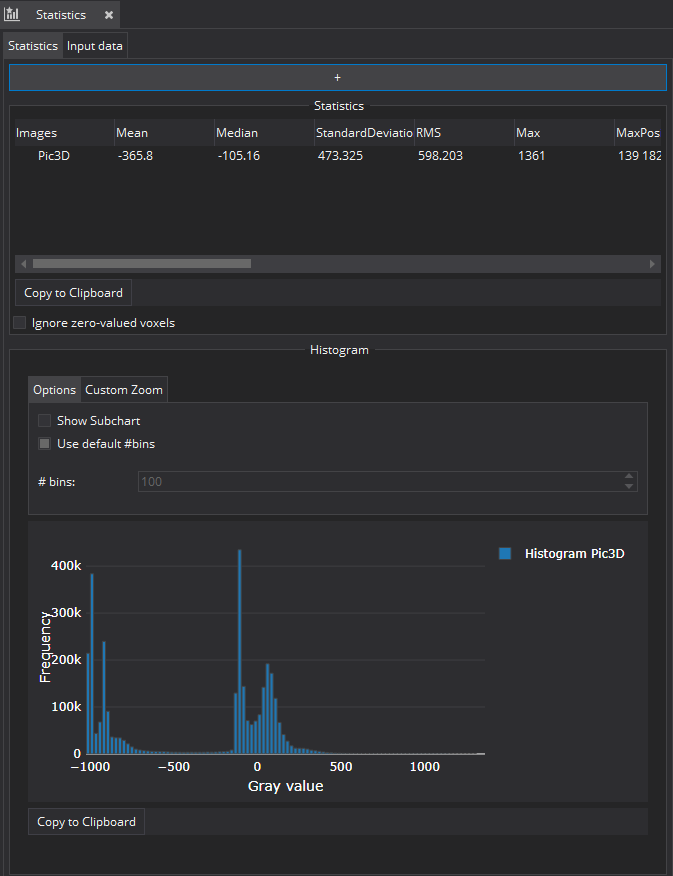 Statistics
Statistics Input data
+
Statistics
Images Mean Median StandardDeviatio RMS Max MaxPos
Pic3D -365.8 -105.16 473.325 598.203 1361 139 182
Copy to Clipboard
Ignore zero-valued voxels
Histogram
Options Custom Zoom
Show Subchart
Use default #bins
# bins: 100
Histogram Pic3D
400k
300k
200k
100k
0
Frequency
−1000 −500 0 500 1000
Gray value
Copy to Clipboard